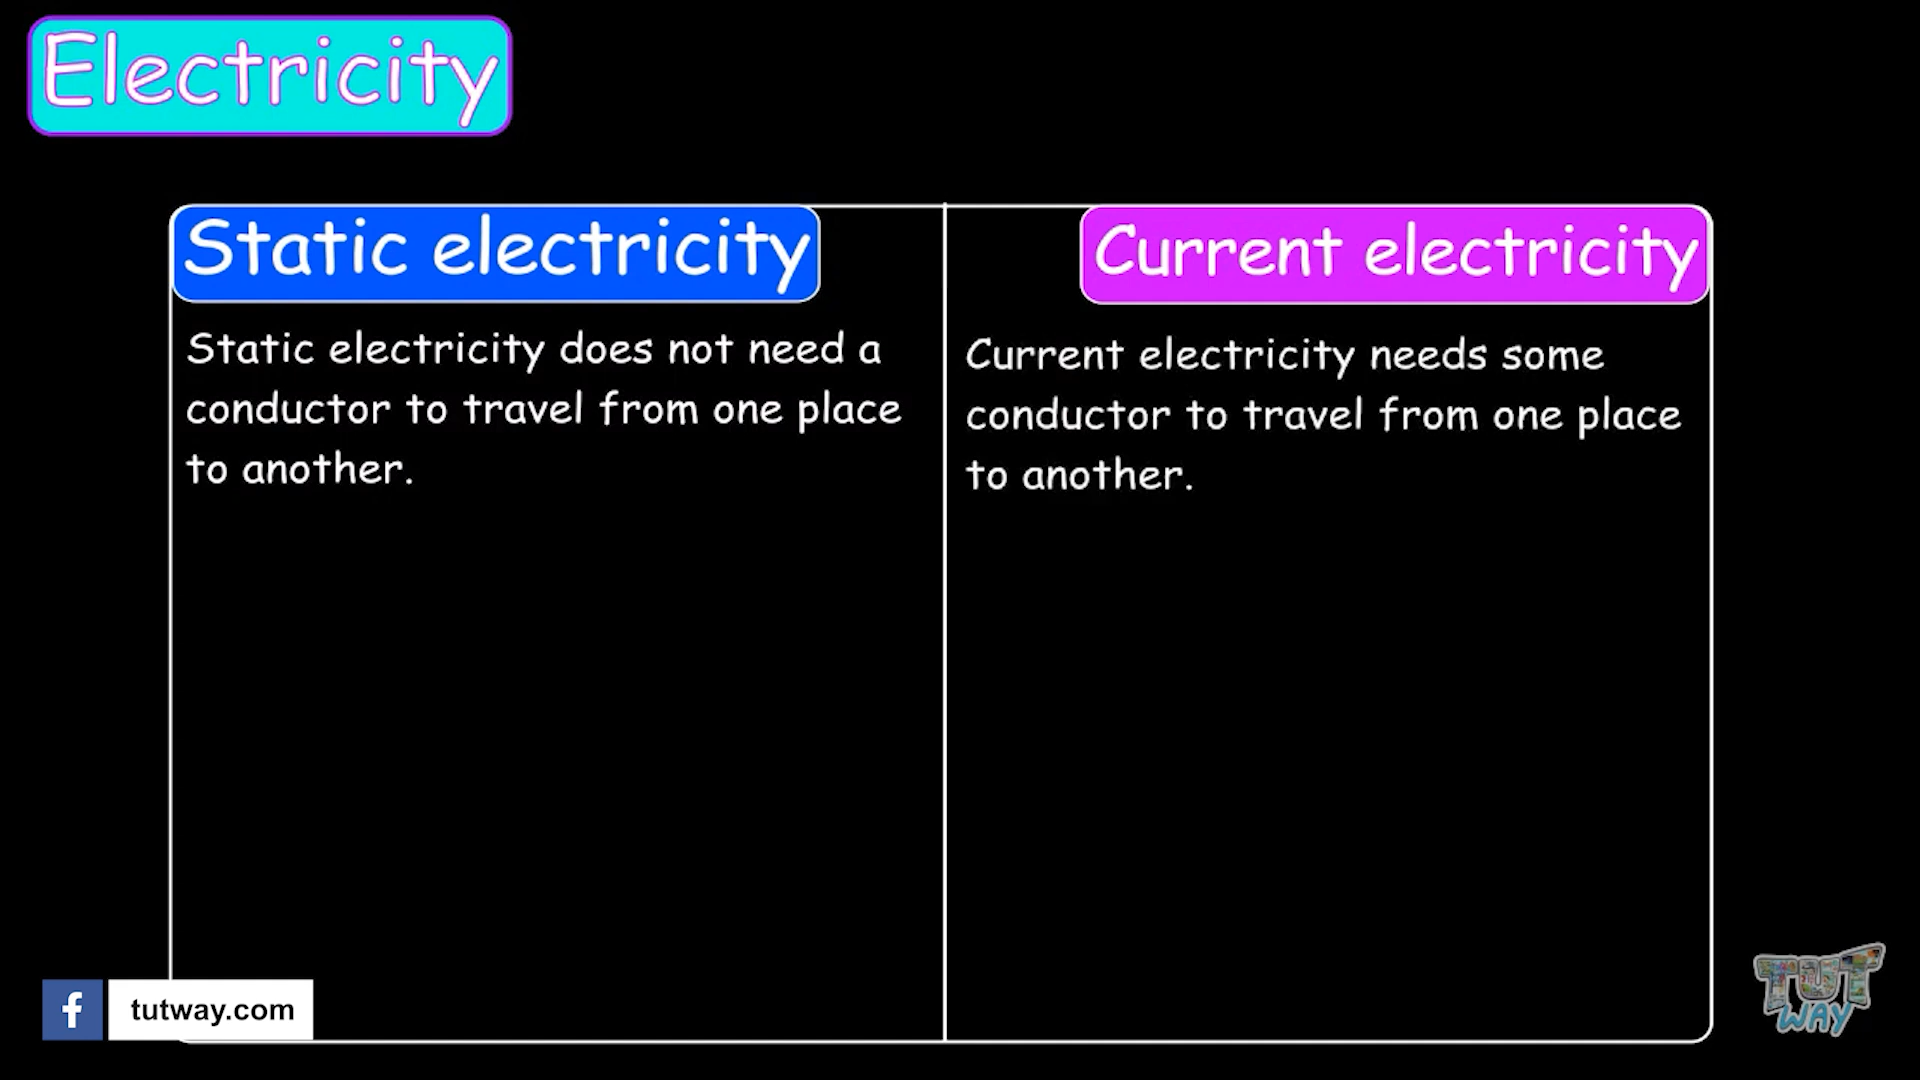 Electricity
Static electricity
Static electricity does not need a
conductor to travel from one place
to another.
Current electricity
Current electricity needs some
conductor to travel from one place
to another.
f
tutway.com
TUT
WAY